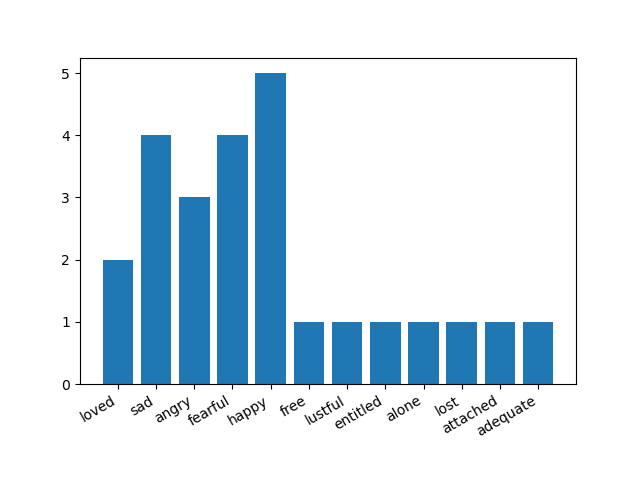 5
4
3
2
1
0
loved
sad
angry
fearful
happy
free
lustful
entitled
alone
lost
attached
adequate